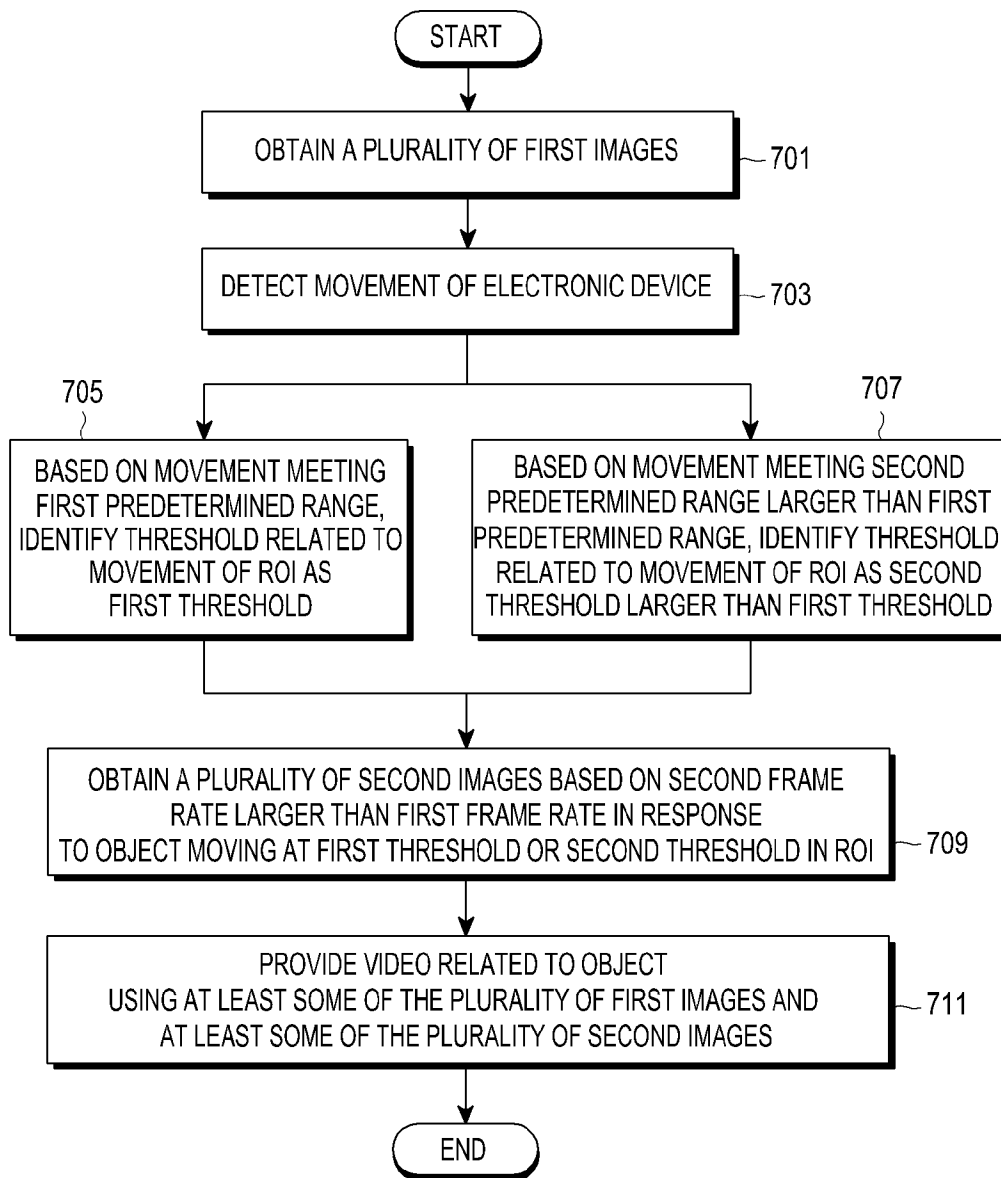 START
OBTAIN A PLURALITY OF FIRST IMAGES
701
DETECT MOVEMENT OF ELECTRONIC DEVICE
703
705
BASED ON MOVEMENT MEETING
FIRST PREDETERMINED RANGE,
IDENTIFY THRESHOLD RELATED TO
MOVEMENT OF ROI AS
FIRST THRESHOLD
707
BASED ON MOVEMENT MEETING SECOND
PREDETERMINED RANGE LARGER THAN FIRST
PREDETERMINED RANGE, IDENTIFY THRESHOLD
RELATED TO MOVEMENT OF ROI AS SECOND
THRESHOLD LARGER THAN FIRST THRESHOLD
OBTAIN A PLURALITY OF SECOND IMAGES BASED ON SECOND FRAME
RATE LARGER THAN FIRST FRAME RATE IN RESPONSE
TO OBJECT MOVING AT FIRST THRESHOLD OR SECOND THRESHOLD IN ROI
709
PROVIDE VIDEO RELATED TO OBJECT
USING AT LEAST SOME OF THE PLURALITY OF FIRST IMAGES AND
AT LEAST SOME OF THE PLURALITY OF SECOND IMAGES
711
END